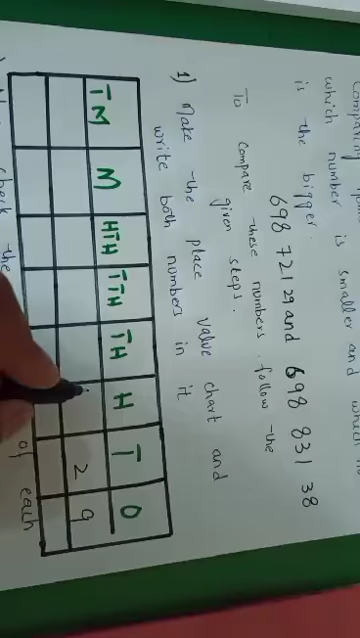 which number is smaller and which
is the bigger.
698 721 29 and 698 831 38
To compare these numbers, follow the
given steps.
1) Make the place value chart and
write both numbers in it
TM M HTH TTH TH H T O
2 9
check the
of each